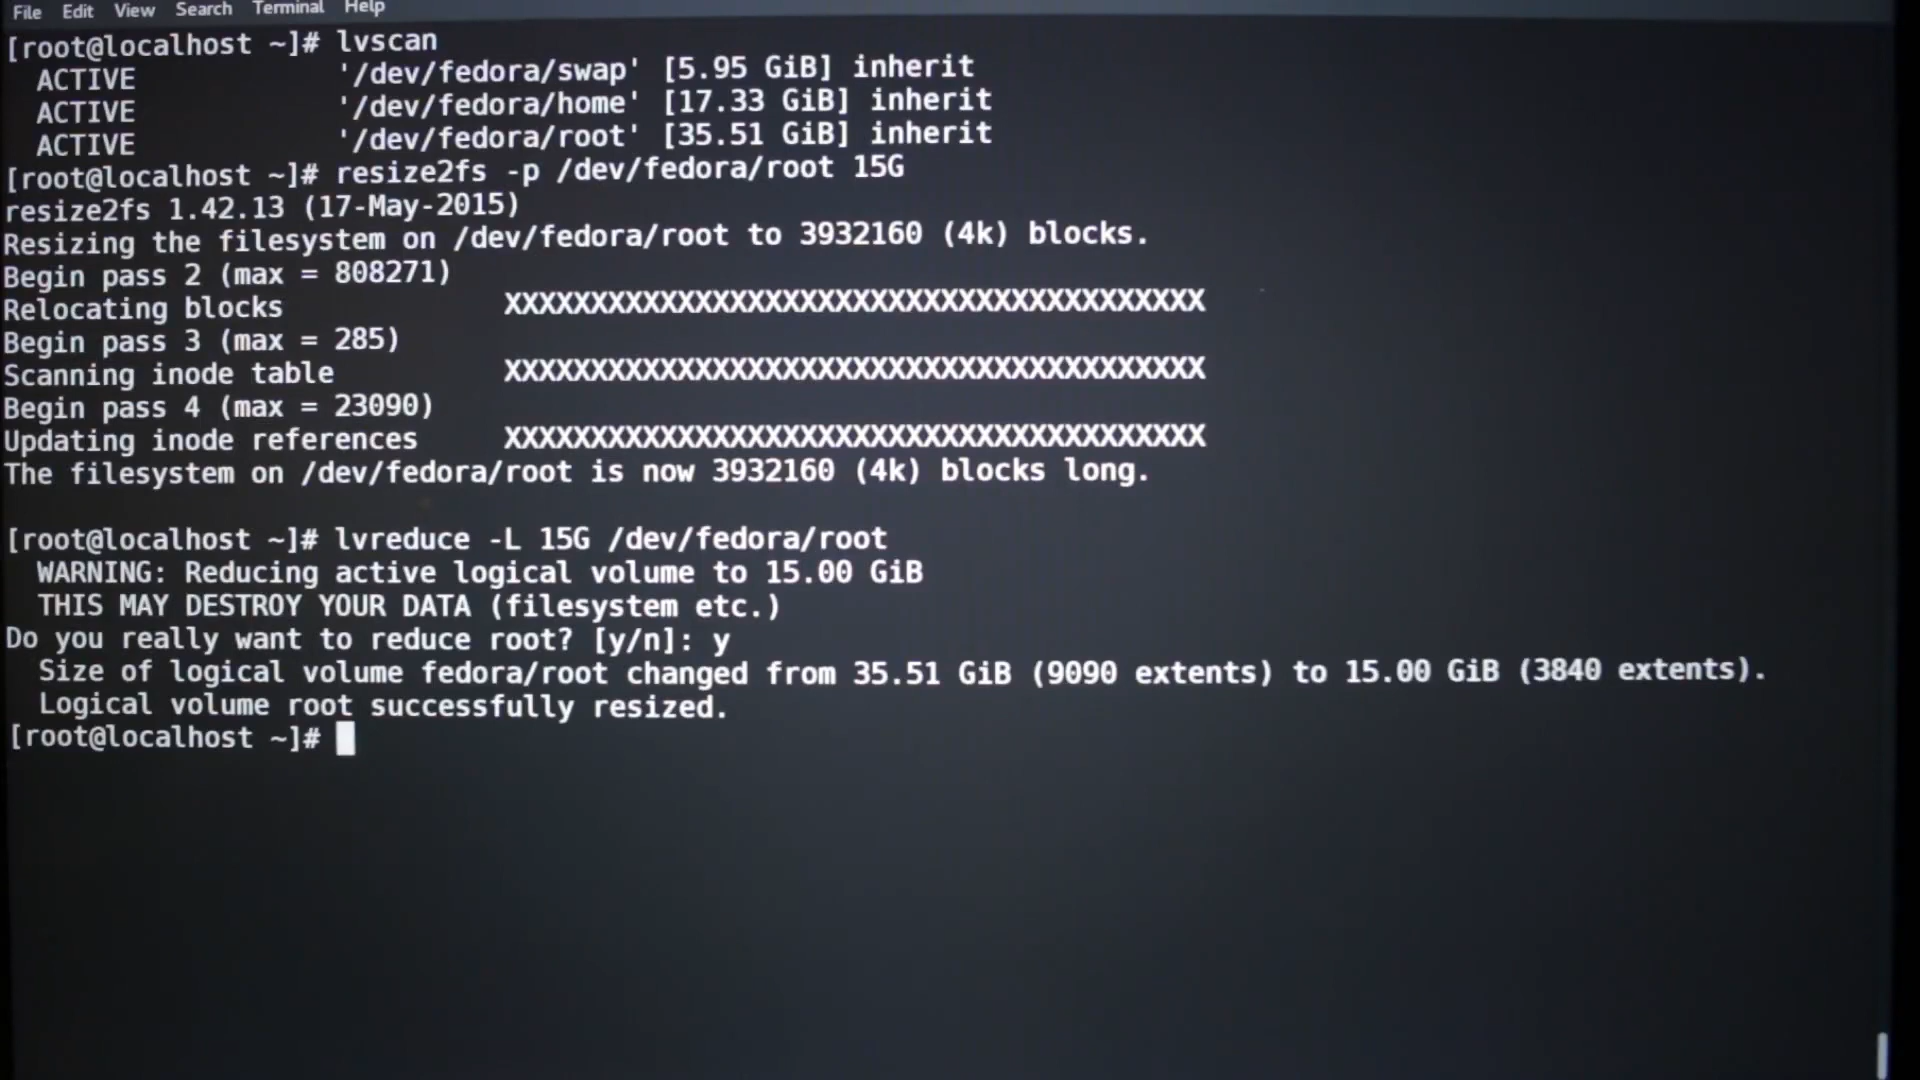 File Edit View Search Terminal Help
[root@localhost ~]# lvscan
  ACTIVE            '/dev/fedora/swap' [5.95 GiB] inherit
  ACTIVE            '/dev/fedora/home' [17.33 GiB] inherit
  ACTIVE            '/dev/fedora/root' [35.51 GiB] inherit
[root@localhost ~]# resize2fs -p /dev/fedora/root 15G
resize2fs 1.42.13 (17-May-2015)
Resizing the filesystem on /dev/fedora/root to 3932160 (4k) blocks.
Begin pass 2 (max = 808271)
Relocating blocks             XXXXXXXXXXXXXXXXXXXXXXXXXXXXXXXXXXXXXXXX
Begin pass 3 (max = 285)
Scanning inode table          XXXXXXXXXXXXXXXXXXXXXXXXXXXXXXXXXXXXXXXX
Begin pass 4 (max = 23090)
Updating inode references     XXXXXXXXXXXXXXXXXXXXXXXXXXXXXXXXXXXXXXXX
The filesystem on /dev/fedora/root is now 3932160 (4k) blocks long.
[root@localhost ~]# lvreduce -L 15G /dev/fedora/root
  WARNING: Reducing active logical volume to 15.00 GiB
  THIS MAY DESTROY YOUR DATA (filesystem etc.)
Do you really want to reduce root? [y/n]: y
  Size of logical volume fedora/root changed from 35.51 GiB (9090 extents) to 15.00 GiB (3840 extents).
  Logical volume root successfully resized.
[root@localhost ~]#